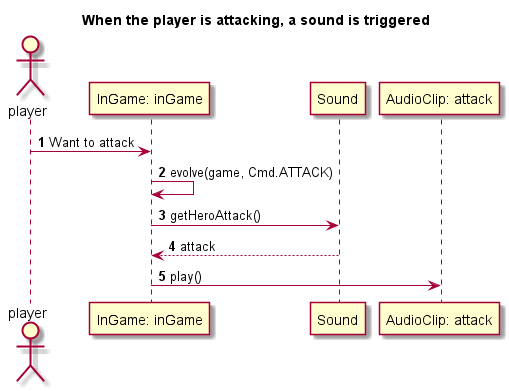 When the player is attacking, a sound is triggered
player
InGame: inGame
Sound
AudioClip: attack
1 Want to attack
2 evolve(game, Cmd.ATTACK)
3 getHeroAttack()
4 attack
5 play()
player
InGame: inGame
Sound
AudioClip: attack